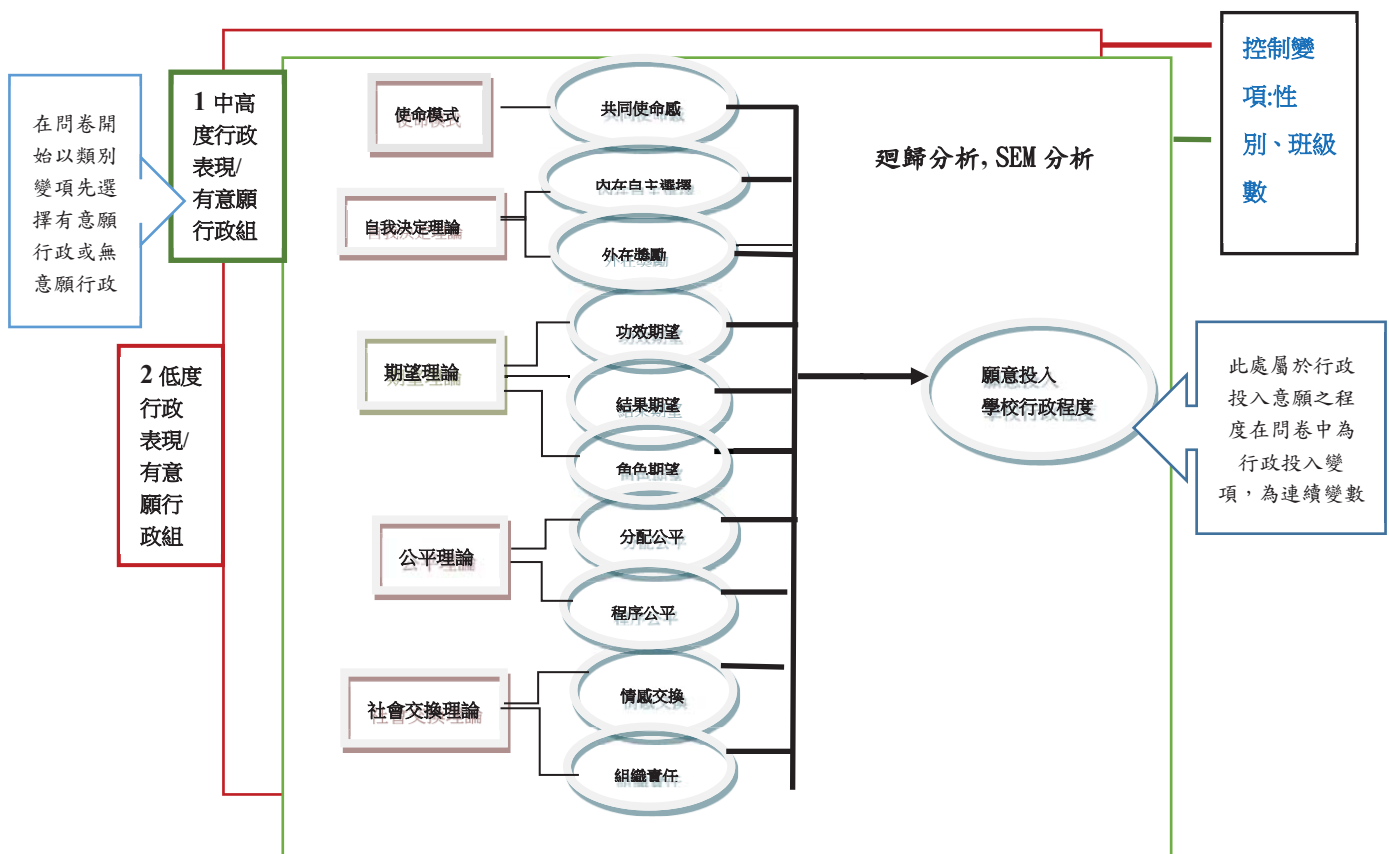 在問卷開
始以類別
變項先選
擇有意願
行政或無
意願行政
1 中高
度行政
表現/
有意願
行政組
2 低度
行政
表現/
有意
願行
政組
使命模式
共同使命感
自我決定理論
內在自主選擇
外在獎勵
期望理論
功效期望
結果期望
角色期望
公平理論
分配公平
程序公平
社會交換理論
情感交換
組織責任
廻歸分析, SEM 分析
願意投入
學校行政程度
控制變
項:性
別、班級
數
此處屬於行政
投入意願之程
度在問卷中為
行政投入變
項,為連續變數